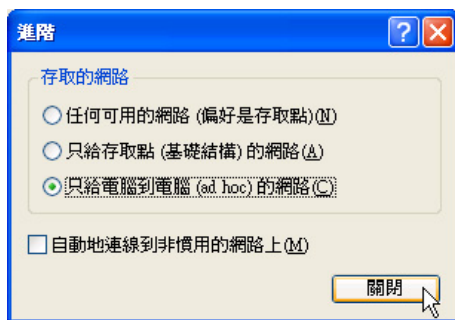 進階
存取的網路
任何可用的網路 (偏好是存取點)(N)
只給存取點 (基礎結構) 的網路(A)
只給電腦到電腦 (ad hoc) 的網路(C)
自動地連線到非慣用的網路上(M)
關閉